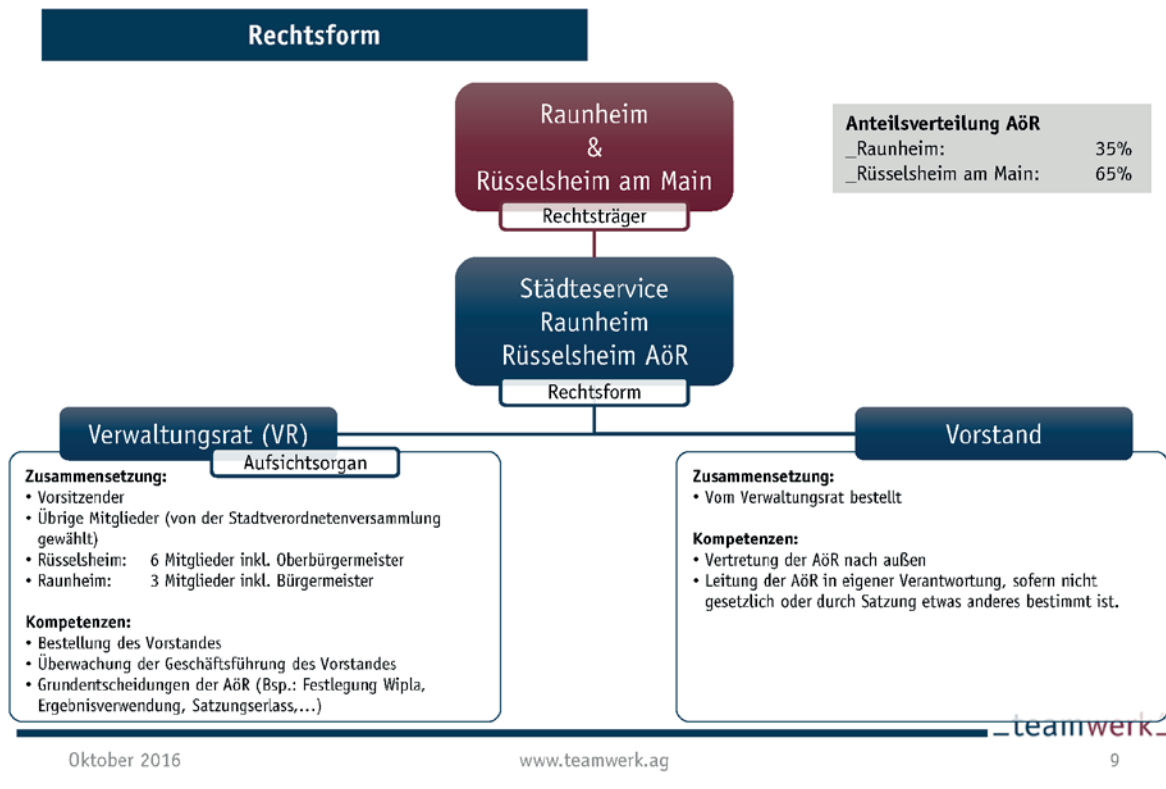 Rechtsform
Raunheim
&
Rüsselsheim am Main
Rechtsträger
Anteilsverteilung AöR
_Raunheim: 35%
_Rüsselsheim am Main: 65%
Städteservice
Raunheim
Rüsselsheim AöR
Rechtsform
Verwaltungsrat (VR)
Aufsichtsorgan
Zusammensetzung:
• Vorsitzender
• Übrige Mitglieder (von der Stadtverordnetenversammlung
gewählt)
• Rüsselsheim: 6 Mitglieder inkl. Oberbürgermeister
• Raunheim: 3 Mitglieder inkl. Bürgermeister
Kompetenzen:
• Bestellung des Vorstandes
• Überwachung der Geschäftsführung des Vorstandes
• Grundentscheidungen der AöR (Bsp.: Festlegung Wipla,
Ergebnisverwendung, Satzungserlass,...)
Vorstand
Zusammensetzung:
• Vom Verwaltungsrat bestellt
Kompetenzen:
• Vertretung der AöR nach außen
• Leitung der AöR in eigener Verantwortung, sofern nicht
gesetzlich oder durch Satzung etwas anderes bestimmt ist.
_teamwerk_
Oktober 2016
www.teamwerk.ag
9